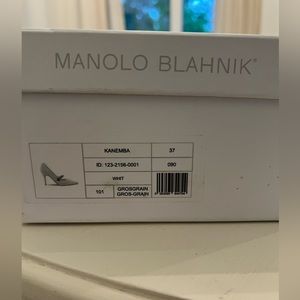 MANOLO BLAHNIK®
KANEMBA 37
ID: 123-2156-0001 090
WHIT
101 GROSGRAIN
GROS-GRAIN